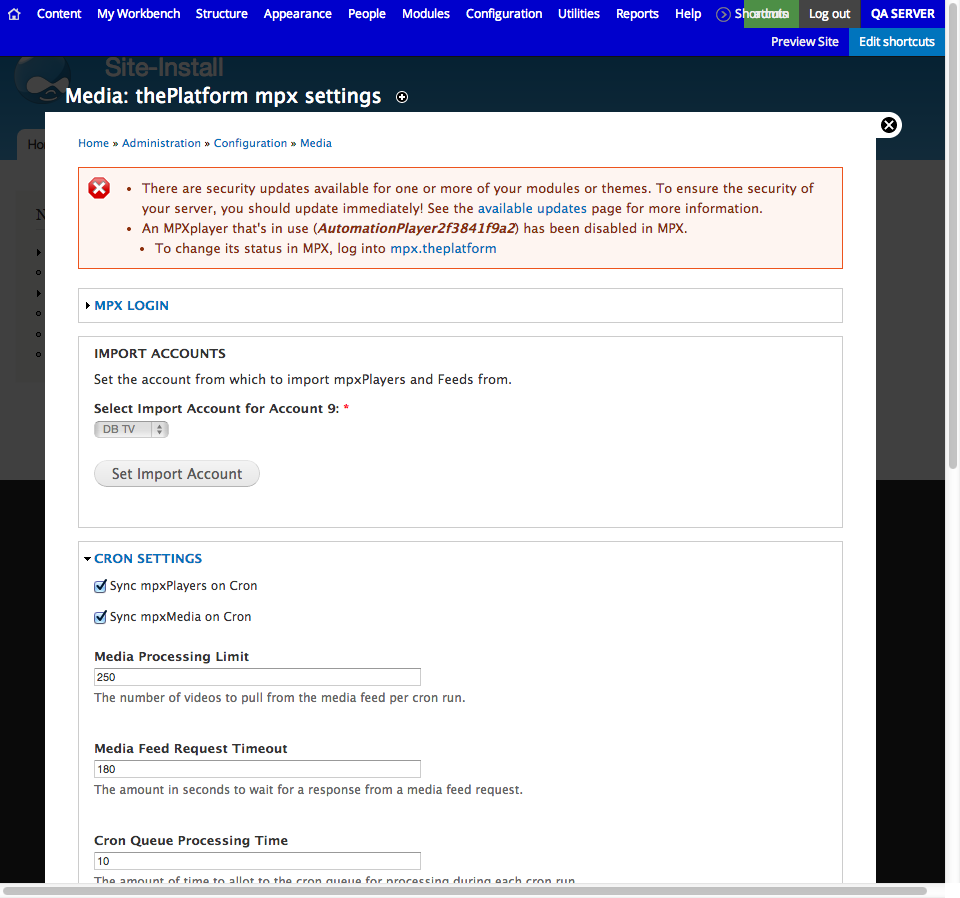 Content My Workbench Structure Appearance People Modules Configuration Utilities Reports Help Log out QA SERVER
Preview Site Edit shortcuts
Site-Install
Media: thePlatform mpx settings
Home » Administration » Configuration » Media
There are security updates available for one or more of your modules or themes. To ensure the security of
your server, you should update immediately! See the available updates page for more information.
An MPXplayer that's in use (AutomationPlayer2f3841f9a2) has been disabled in MPX.
To change its status in MPX, log into mpx.theplatform
MPX LOGIN
IMPORT ACCOUNTS
Set the account from which to import mpxPlayers and Feeds from.
Select Import Account for Account 9: *
DB TV
Set Import Account
CRON SETTINGS
Sync mpxPlayers on Cron
Sync mpxMedia on Cron
Media Processing Limit
250
The number of videos to pull from the media feed per cron run.
Media Feed Request Timeout
180
The amount in seconds to wait for a response from a media feed request.
Cron Queue Processing Time
10
The amount of time to allot to the cron queue for processing during each cron run.